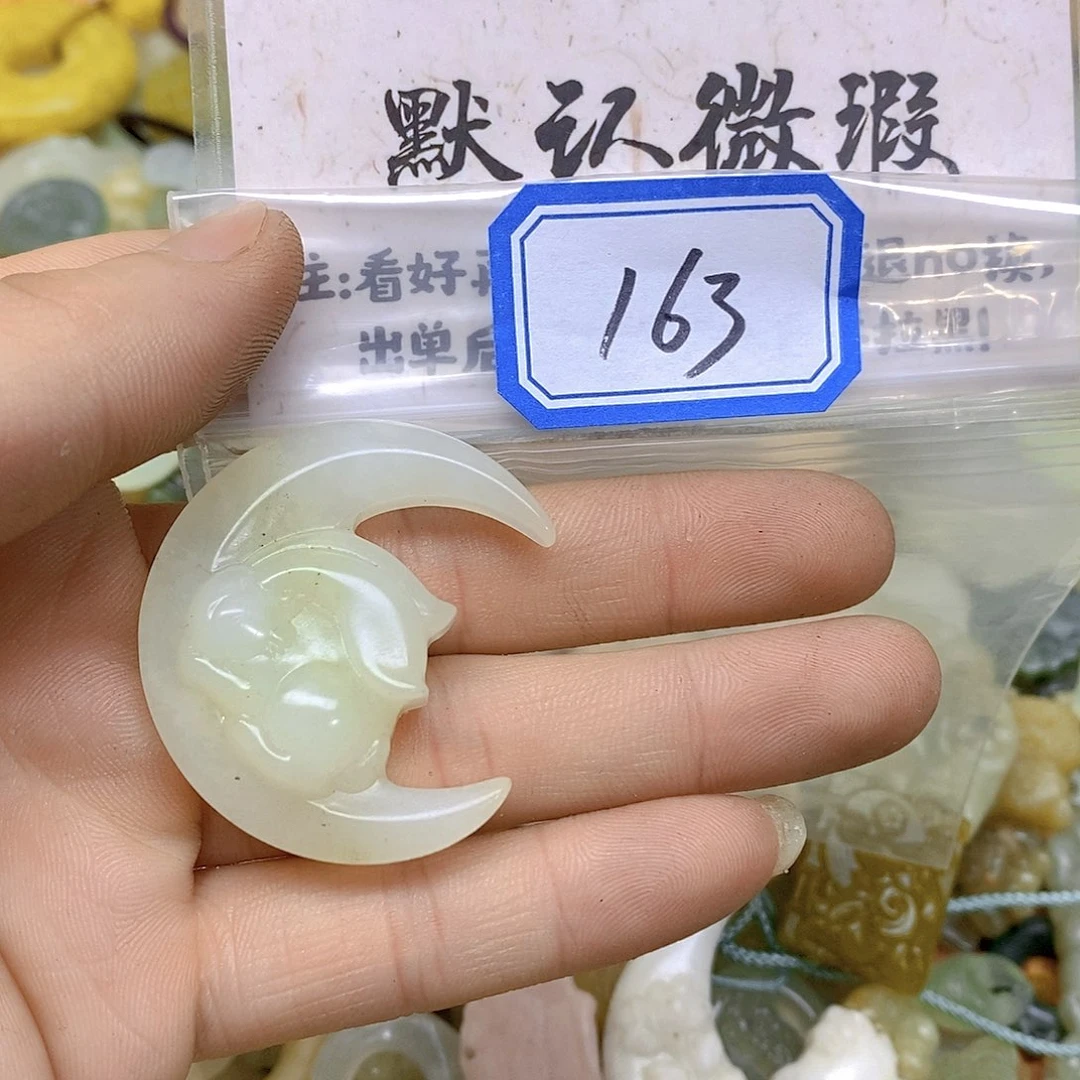 默认微瑕
注:看好再 退no换,
出单后 拉黑!
163